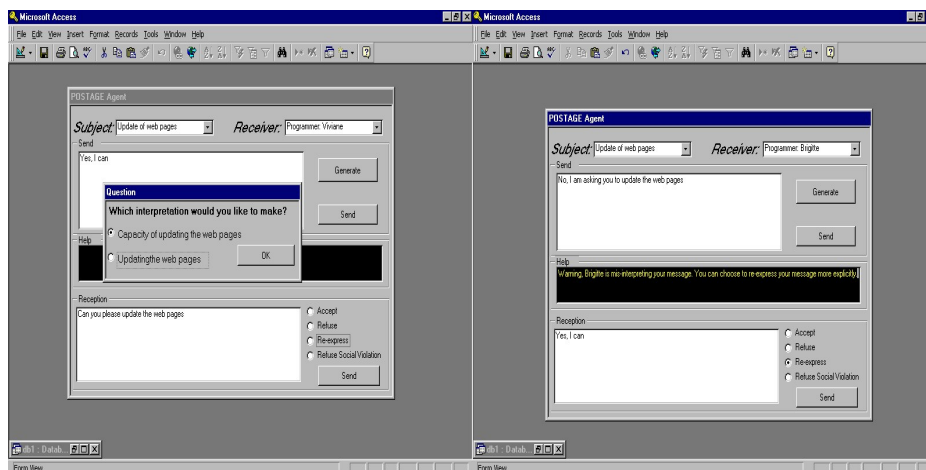 Microsoft Access
File Edit View Insert Format Records Tools Window Help
POSTAGE Agent
Subject: Update of web pages Receiver: Programmer: Viviane
Send
Yes, I can
Generate
Question
Which interpretation would you like to make?
Send
Capacity of updating the web pages
Help
OK
Updatingthe web pages
Reception
Can you please update the web pages
Accept
Refuse
Re-express
Refuse Social Violation
Send
db1 : Datab...
Form View
Microsoft Access
File Edit View Insert Format Records Tools Window Help
POSTAGE Agent
Subject: Update of web pages Receiver: Programmer: Brigitte
Send
No, I am asking you to update the web pages
Generate
Send
Help
Warning, Brigitte is mis-interpreting your message. You can choose to re-express your message more explicitly.
Reception
Yes, I can
Accept
Refuse
Re-express
Refuse Social Violation
Send
db1 : Datab...
Form View